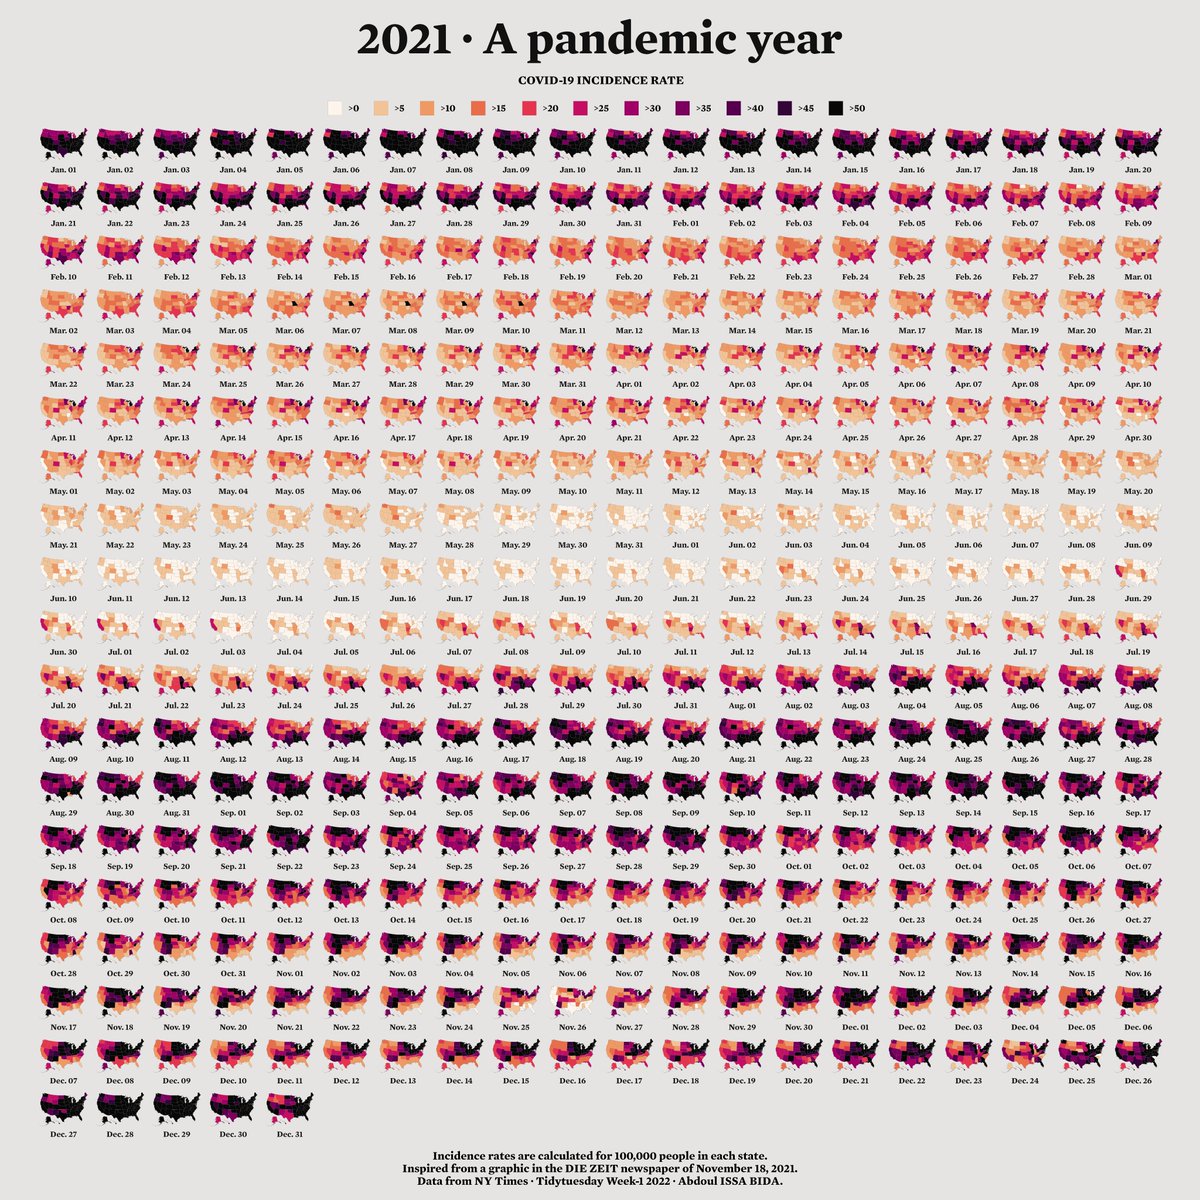 2021 · A pandemic year
COVID-19 INCIDENCE RATE
>0 >5 >10 >15 >20 >25 >30 >35 >40 >45 >50
Jan. 01 Jan. 02 Jan. 03 Jan. 04 Jan. 05 Jan. 06 Jan. 07 Jan. 08 Jan. 09 Jan. 10 Jan. 11 Jan. 12 Jan. 13 Jan. 14 Jan. 15 Jan. 16 Jan. 17 Jan. 18 Jan. 19 Jan. 20
Jan. 21 Jan. 22 Jan. 23 Jan. 24 Jan. 25 Jan. 26 Jan. 27 Jan. 28 Jan. 29 Jan. 30 Jan. 31 Feb. 01 Feb. 02 Feb. 03 Feb. 04 Feb. 05 Feb. 06 Feb. 07 Feb. 08 Feb. 09
Feb. 10 Feb. 11 Feb. 12 Feb. 13 Feb. 14 Feb. 15 Feb. 16 Feb. 17 Feb. 18 Feb. 19 Feb. 20 Feb. 21 Feb. 22 Feb. 23 Feb. 24 Feb. 25 Feb. 26 Feb. 27 Feb. 28 Mar. 01
Mar. 02 Mar. 03 Mar. 04 Mar. 05 Mar. 06 Mar. 07 Mar. 08 Mar. 09 Mar. 10 Mar. 11 Mar. 12 Mar. 13 Mar. 14 Mar. 15 Mar. 16 Mar. 17 Mar. 18 Mar. 19 Mar. 20 Mar. 21
Mar. 22 Mar. 23 Mar. 24 Mar. 25 Mar. 26 Mar. 27 Mar. 28 Mar. 29 Mar. 30 Mar. 31 Apr. 01 Apr. 02 Apr. 03 Apr. 04 Apr. 05 Apr. 06 Apr. 07 Apr. 08 Apr. 09 Apr. 10
Apr. 11 Apr. 12 Apr. 13 Apr. 14 Apr. 15 Apr. 16 Apr. 17 Apr. 18 Apr. 19 Apr. 20 Apr. 21 Apr. 22 Apr. 23 Apr. 24 Apr. 25 Apr. 26 Apr. 27 Apr. 28 Apr. 29 Apr. 30
May. 01 May. 02 May. 03 May. 04 May. 05 May. 06 May. 07 May. 08 May. 09 May. 10 May. 11 May. 12 May. 13 May. 14 May. 15 May. 16 May. 17 May. 18 May. 19 May. 20
May. 21 May. 22 May. 23 May. 24 May. 25 May. 26 May. 27 May. 28 May. 29 May. 30 May. 31 Jun. 01 Jun. 02 Jun. 03 Jun. 04 Jun. 05 Jun. 06 Jun. 07 Jun. 08 Jun. 09
Jun. 10 Jun. 11 Jun. 12 Jun. 13 Jun. 14 Jun. 15 Jun. 16 Jun. 17 Jun. 18 Jun. 19 Jun. 20 Jun. 21 Jun. 22 Jun. 23 Jun. 24 Jun. 25 Jun. 26 Jun. 27 Jun. 28 Jun. 29
Jun. 30 Jul. 01 Jul. 02 Jul. 03 Jul. 04 Jul. 05 Jul. 06 Jul. 07 Jul. 08 Jul. 09 Jul. 10 Jul. 11 Jul. 12 Jul. 13 Jul. 14 Jul. 15 Jul. 16 Jul. 17 Jul. 18 Jul. 19
Jul. 20 Jul. 21 Jul. 22 Jul. 23 Jul. 24 Jul. 25 Jul. 26 Jul. 27 Jul. 28 Jul. 29 Jul. 30 Jul. 31 Aug. 01 Aug. 02 Aug. 03 Aug. 04 Aug. 05 Aug. 06 Aug. 07 Aug. 08
Aug. 09 Aug. 10 Aug. 11 Aug. 12 Aug. 13 Aug. 14 Aug. 15 Aug. 16 Aug. 17 Aug. 18 Aug. 19 Aug. 20 Aug. 21 Aug. 22 Aug. 23 Aug. 24 Aug. 25 Aug. 26 Aug. 27 Aug. 28
Aug. 29 Aug. 30 Aug. 31 Sep. 01 Sep. 02 Sep. 03 Sep. 04 Sep. 05 Sep. 06 Sep. 07 Sep. 08 Sep. 09 Sep. 10 Sep. 11 Sep. 12 Sep. 13 Sep. 14 Sep. 15 Sep. 16 Sep. 17
Sep. 18 Sep. 19 Sep. 20 Sep. 21 Sep. 22 Sep. 23 Sep. 24 Sep. 25 Sep. 26 Sep. 27 Sep. 28 Sep. 29 Sep. 30 Oct. 01 Oct. 02 Oct. 03 Oct. 04 Oct. 05 Oct. 06 Oct. 07
Oct. 08 Oct. 09 Oct. 10 Oct. 11 Oct. 12 Oct. 13 Oct. 14 Oct. 15 Oct. 16 Oct. 17 Oct. 18 Oct. 19 Oct. 20 Oct. 21 Oct. 22 Oct. 23 Oct. 24 Oct. 25 Oct. 26 Oct. 27
Oct. 28 Oct. 29 Oct. 30 Oct. 31 Nov. 01 Nov. 02 Nov. 03 Nov. 04 Nov. 05 Nov. 06 Nov. 07 Nov. 08 Nov. 09 Nov. 10 Nov. 11 Nov. 12 Nov. 13 Nov. 14 Nov. 15 Nov. 16
Nov. 17 Nov. 18 Nov. 19 Nov. 20 Nov. 21 Nov. 22 Nov. 23 Nov. 24 Nov. 25 Nov. 26 Nov. 27 Nov. 28 Nov. 29 Nov. 30 Dec. 01 Dec. 02 Dec. 03 Dec. 04 Dec. 05 Dec. 06
Dec. 07 Dec. 08 Dec. 09 Dec. 10 Dec. 11 Dec. 12 Dec. 13 Dec. 14 Dec. 15 Dec. 16 Dec. 17 Dec. 18 Dec. 19 Dec. 20 Dec. 21 Dec. 22 Dec. 23 Dec. 24 Dec. 25 Dec. 26
Dec. 27 Dec. 28 Dec. 29 Dec. 30 Dec. 31
Incidence rates are calculated for 100,000 people in each state.
Inspired from a graphic in the DIE ZEIT newspaper of November 18, 2021.
Data from NY Times · Tidytuesday Week-1 2022 · Abdoul ISSA BIDA.